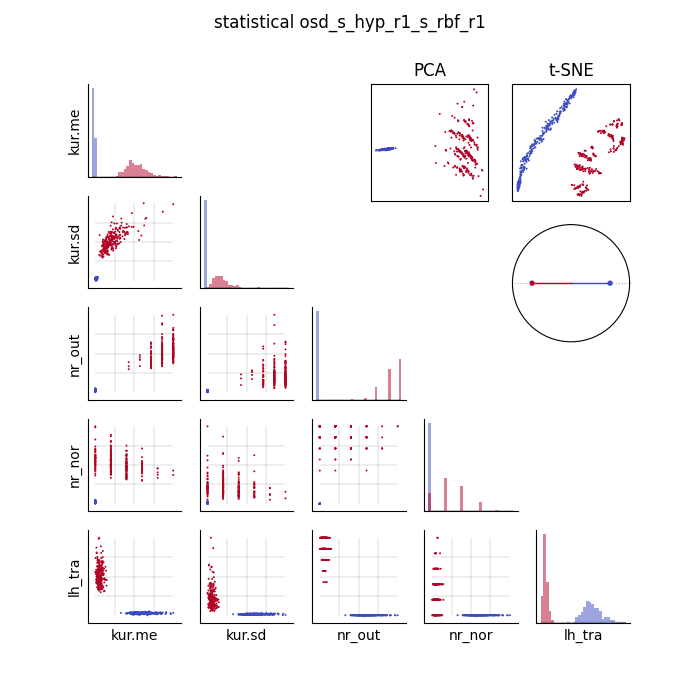 statistical osd_s_hyp_r1_s_rbf_r1
PCA
t-SNE
kur.me
kur.sd
nr_out
nr_nor
lh_tra
kur.me
kur.sd
nr_out
nr_nor
lh_tra